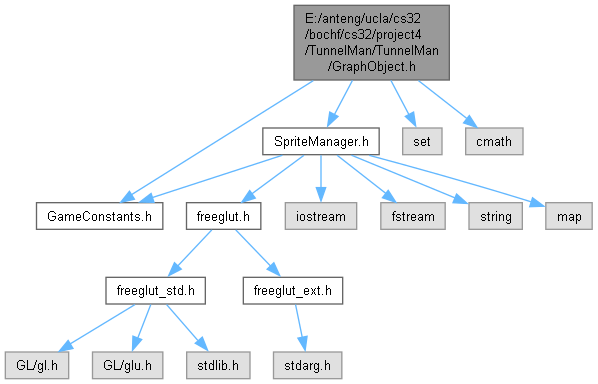 E:/anteng/ucla/cs32
/bochf/cs32/project4
/TunnelMan/TunnelMan
/GraphObject.h
SpriteManager.h
set
cmath
GameConstants.h
freeglut.h
iostream
fstream
string
map
freeglut_std.h
freeglut_ext.h
GL/gl.h
GL/glu.h
stdlib.h
stdarg.h